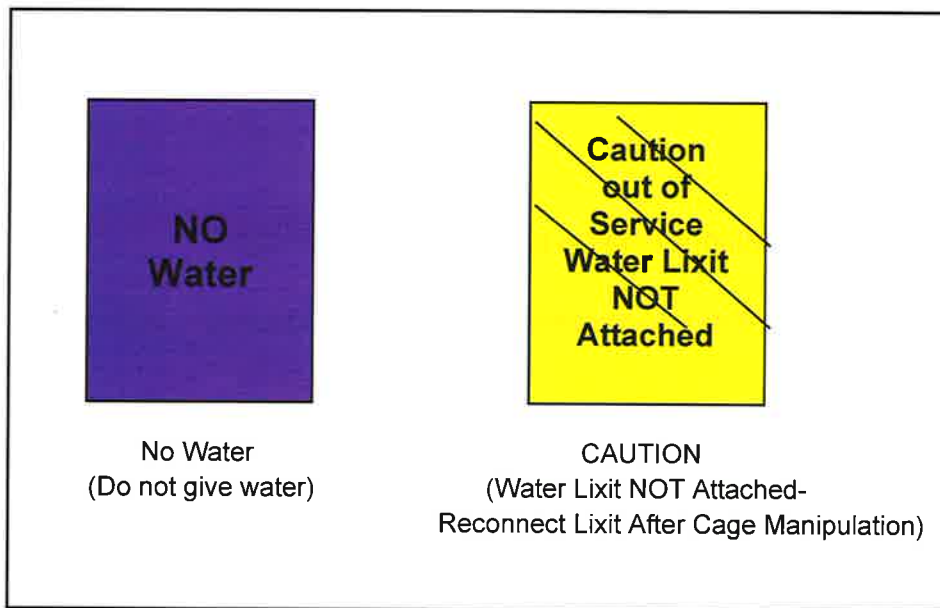 NO
Water
Caution
out of
Service
Water Lixit
NOT
Attached
No Water
(Do not give water)
CAUTION
(Water Lixit NOT Attached-
Reconnect Lixit After Cage Manipulation)